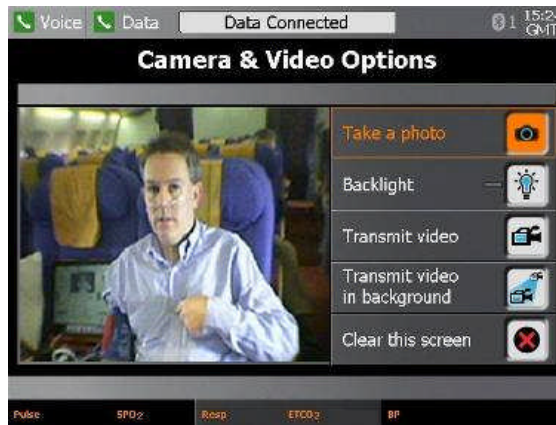 Voice Data Data Connected 1 15:2
GMT
Camera & Video Options
Take a photo
Backlight
Transmit video
Transmit video
in background
Clear this screen
Pulse SPO2 Resp ETCO2 BP